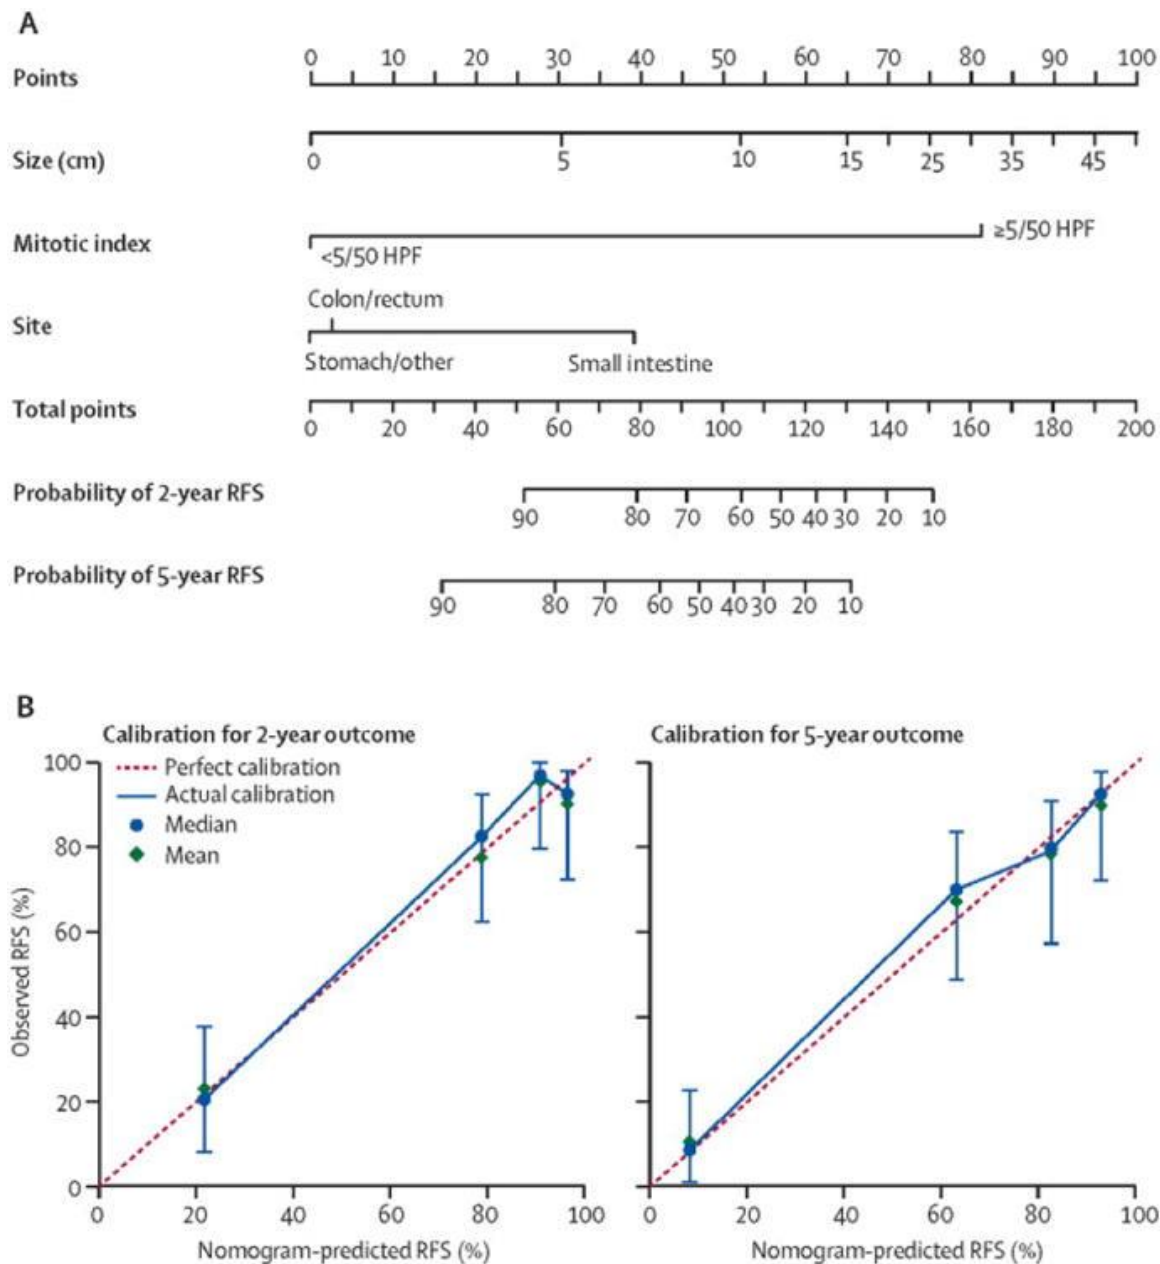 A
Points 0 10 20 30 40 50 60 70 80 90 100
Size (cm) 0 5 10 15 25 35 45
Mitotic index <5/50 HPF ≥5/50 HPF
Colon/rectum
Site
Stomach/other Small intestine
Total points 0 20 40 60 80 100 120 140 160 180 200
Probability of 2-year RFS 90 80 70 60 50 40 30 20 10
Probability of 5-year RFS 90 80 70 60 50 40 30 20 10
B
Calibration for 2-year outcome
Perfect calibration
Actual calibration
Median
Mean
100
80
60
40
20
0
Observed RFS (%)
0 20 40 60 80 100
Nomogram-predicted RFS (%)
Calibration for 5-year outcome
0 20 40 60 80 100
Nomogram-predicted RFS (%)